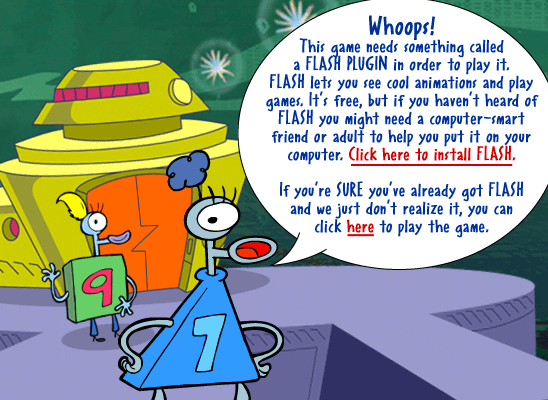 Whoops!
This game needs something called
a FLASH PLUGIN in order to play it.
FLASH lets you see cool animations and play
games. It's free, but if you haven't heard of
FLASH you might need a computer-smart
friend or adult to help you put it on your
computer. Click here to install FLASH.
If you're SURE you've already got FLASH
and we just don't realize it, you can
click here to play the game.
9
7